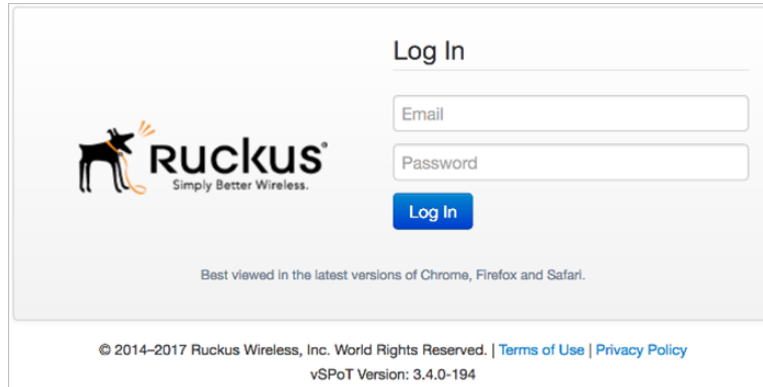 Log In
Email
Password
RUCKUS®
Simply Better Wireless.
Log In
Best viewed in the latest versions of Chrome, Firefox and Safari.
© 2014–2017 Ruckus Wireless, Inc. World Rights Reserved. | Terms of Use | Privacy Policy
vSPoT Version: 3.4.0-194